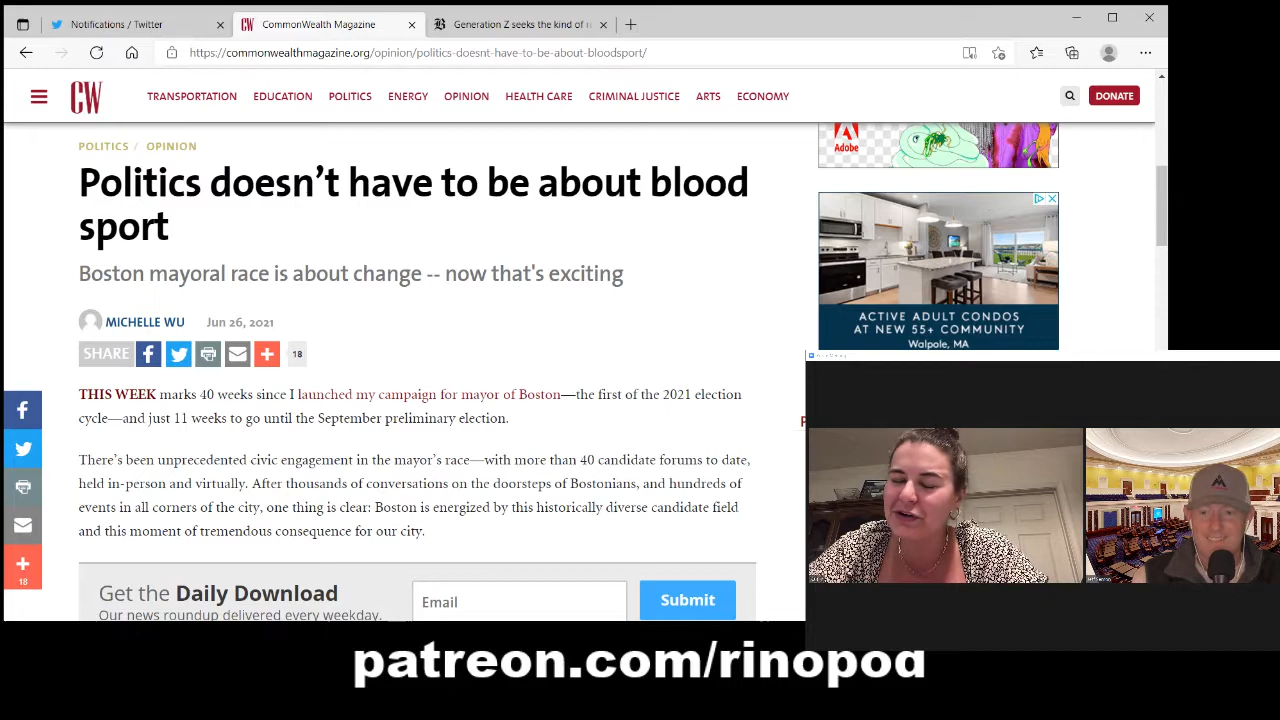 Notifications / Twitter
CommonWealth Magazine
Generation Z seeks the kind of
https://commonwealthmagazine.org/opinion/politics-doesnt-have-to-be-about-bloodsport/
CW
TRANSPORTATION
EDUCATION
POLITICS
ENERGY
OPINION
HEALTH CARE
CRIMINAL JUSTICE
ARTS
ECONOMY
DONATE
POLITICS / OPINION
Politics doesn’t have to be about blood
sport
Boston mayoral race is about change -- now that's exciting
MICHELLE WU Jun 26, 2021
SHARE
18
THIS WEEK marks 40 weeks since I launched my campaign for mayor of Boston—the first of the 2021 election
cycle—and just 11 weeks to go until the September preliminary election.
There’s been unprecedented civic engagement in the mayor’s race—with more than 40 candidate forums to date,
held in-person and virtually. After thousands of conversations on the doorsteps of Bostonians, and hundreds of
events in all corners of the city, one thing is clear: Boston is energized by this historically diverse candidate field
and this moment of tremendous consequence for our city.
18
Get the Daily Download
Our news roundup delivered every weekday.
Email
Submit
Adobe
ACTIVE ADULT CONDOS
AT NEW 55+ COMMUNITY
Walpole, MA
patreon.com/rinopod